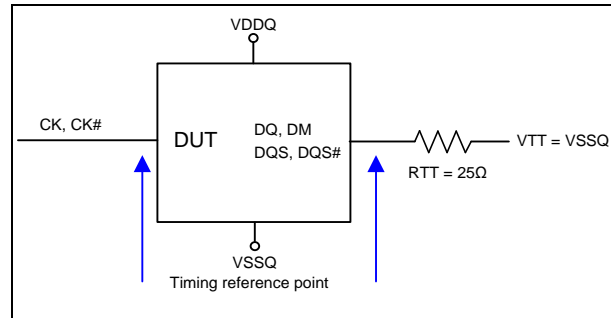 VDDQ
CK, CK#
DUT
DQ, DM
DQS, DQS#
VTT = VSSQ
RTT = 25Ω
VSSQ
Timing reference point